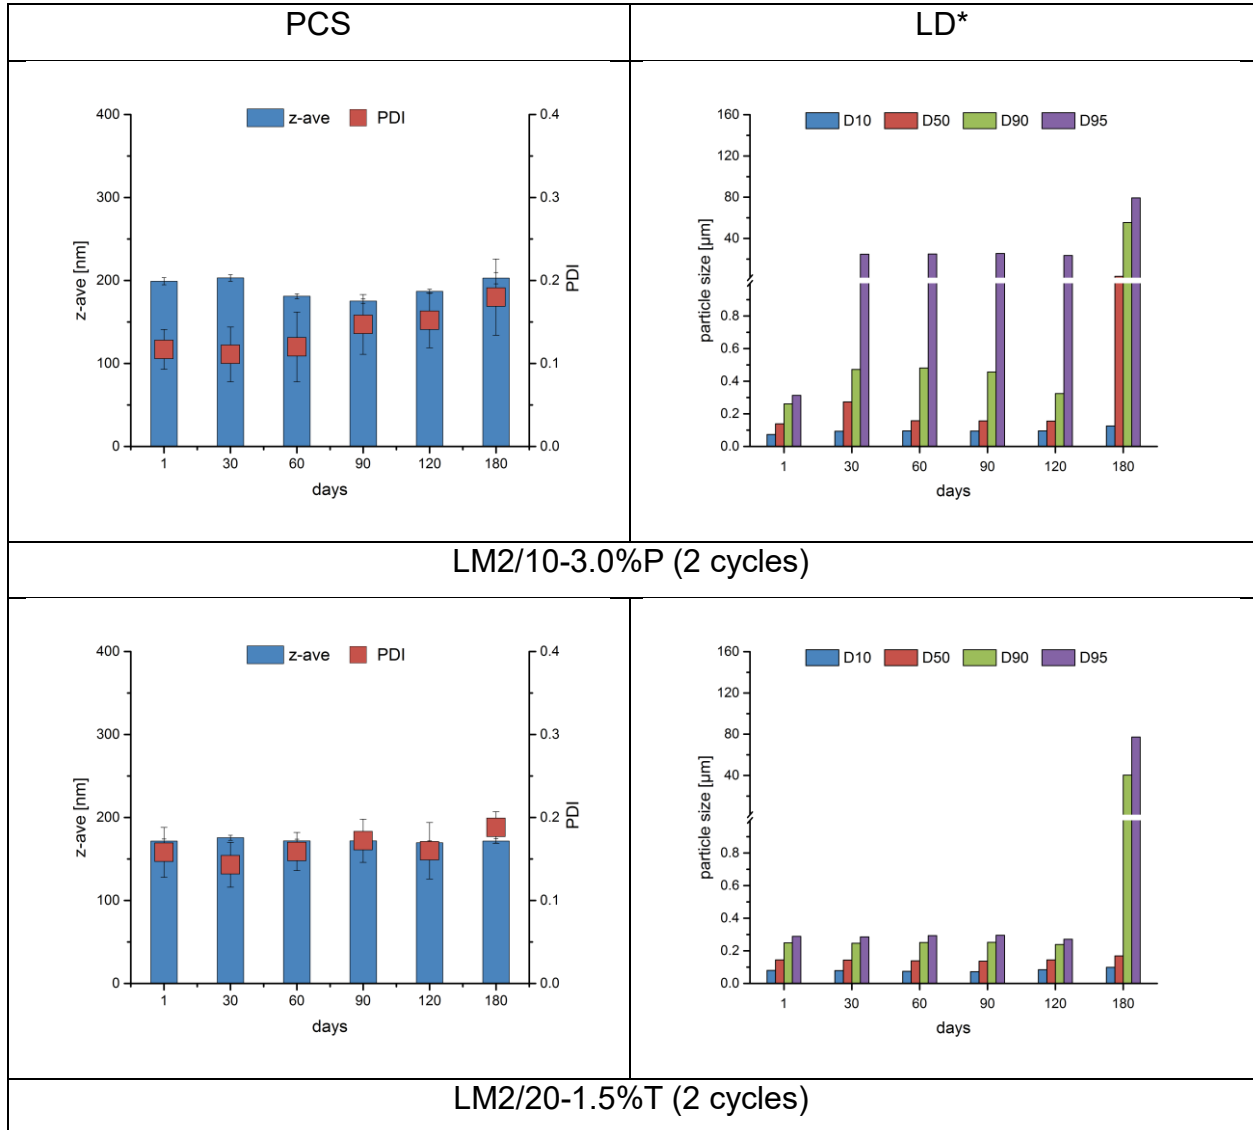 PCS
LD*
z-ave PDI
400
300
200
100
0
z-ave [nm]
0.4
0.3
0.2
0.1
0.0
PDI
1 30 60 90 120 180
days
D10 D50 D90 D95
160
120
80
40
0.8
0.6
0.4
0.2
0.0
particle size [µm]
1 30 60 90 120 180
days
LM2/10-3.0%P (2 cycles)
z-ave PDI
400
300
200
100
0
z-ave [nm]
0.4
0.3
0.2
0.1
0.0
PDI
1 30 60 90 120 180
days
D10 D50 D90 D95
160
120
80
40
0.8
0.6
0.4
0.2
0.0
particle size [µm]
1 30 60 90 120 180
days
LM2/20-1.5%T (2 cycles)